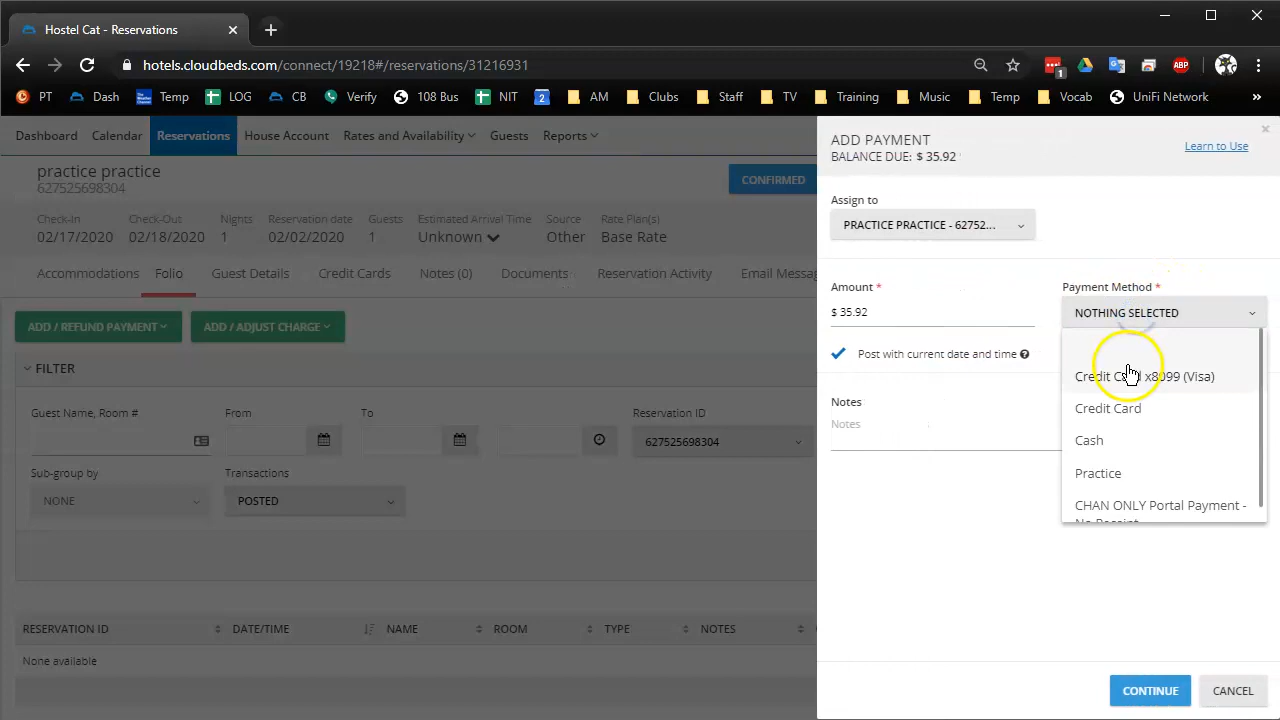 Hostel Cat - Reservations
hotels.cloudbeds.com/connect/19218#/reservations/31216931
1
ABP
PT Dash Temp LOG CB Verify 108 Bus NIT 2 AM Clubs Staff TV Training Music Temp Vocab UniFi Network »
Dashboard Calendar Reservations House Account Rates and Availability Guests Reports
practice practice
627525698304
CONFIRMED
Check-In Check-Out Nights Reservation date Guests Estimated Arrival Time Source Rate Plan(s)
02/17/2020 02/18/2020 1 02/02/2020 1 Unknown Other Base Rate
Accommodations Folio Guest Details Credit Cards Notes (0) Documents Reservation Activity Email Messag
ADD / REFUND PAYMENT ADD / ADJUST CHARGE
FILTER
Guest Name, Room # From To Reservation ID
627525698304
Sub-group by Transactions
NONE POSTED
RESERVATION ID DATE/TIME NAME ROOM TYPE NOTES
None available
ADD PAYMENT
BALANCE DUE: $ 35.92
Learn to Use
Assign to
PRACTICE PRACTICE - 62752...
Amount * Payment Method *
$ 35.92 NOTHING SELECTED
Post with current date and time
Credit Card x8099 (Visa)
Credit Card
Cash
Practice
CHAN ONLY Portal Payment -
No Receipt
Notes
Notes
CONTINUE CANCEL